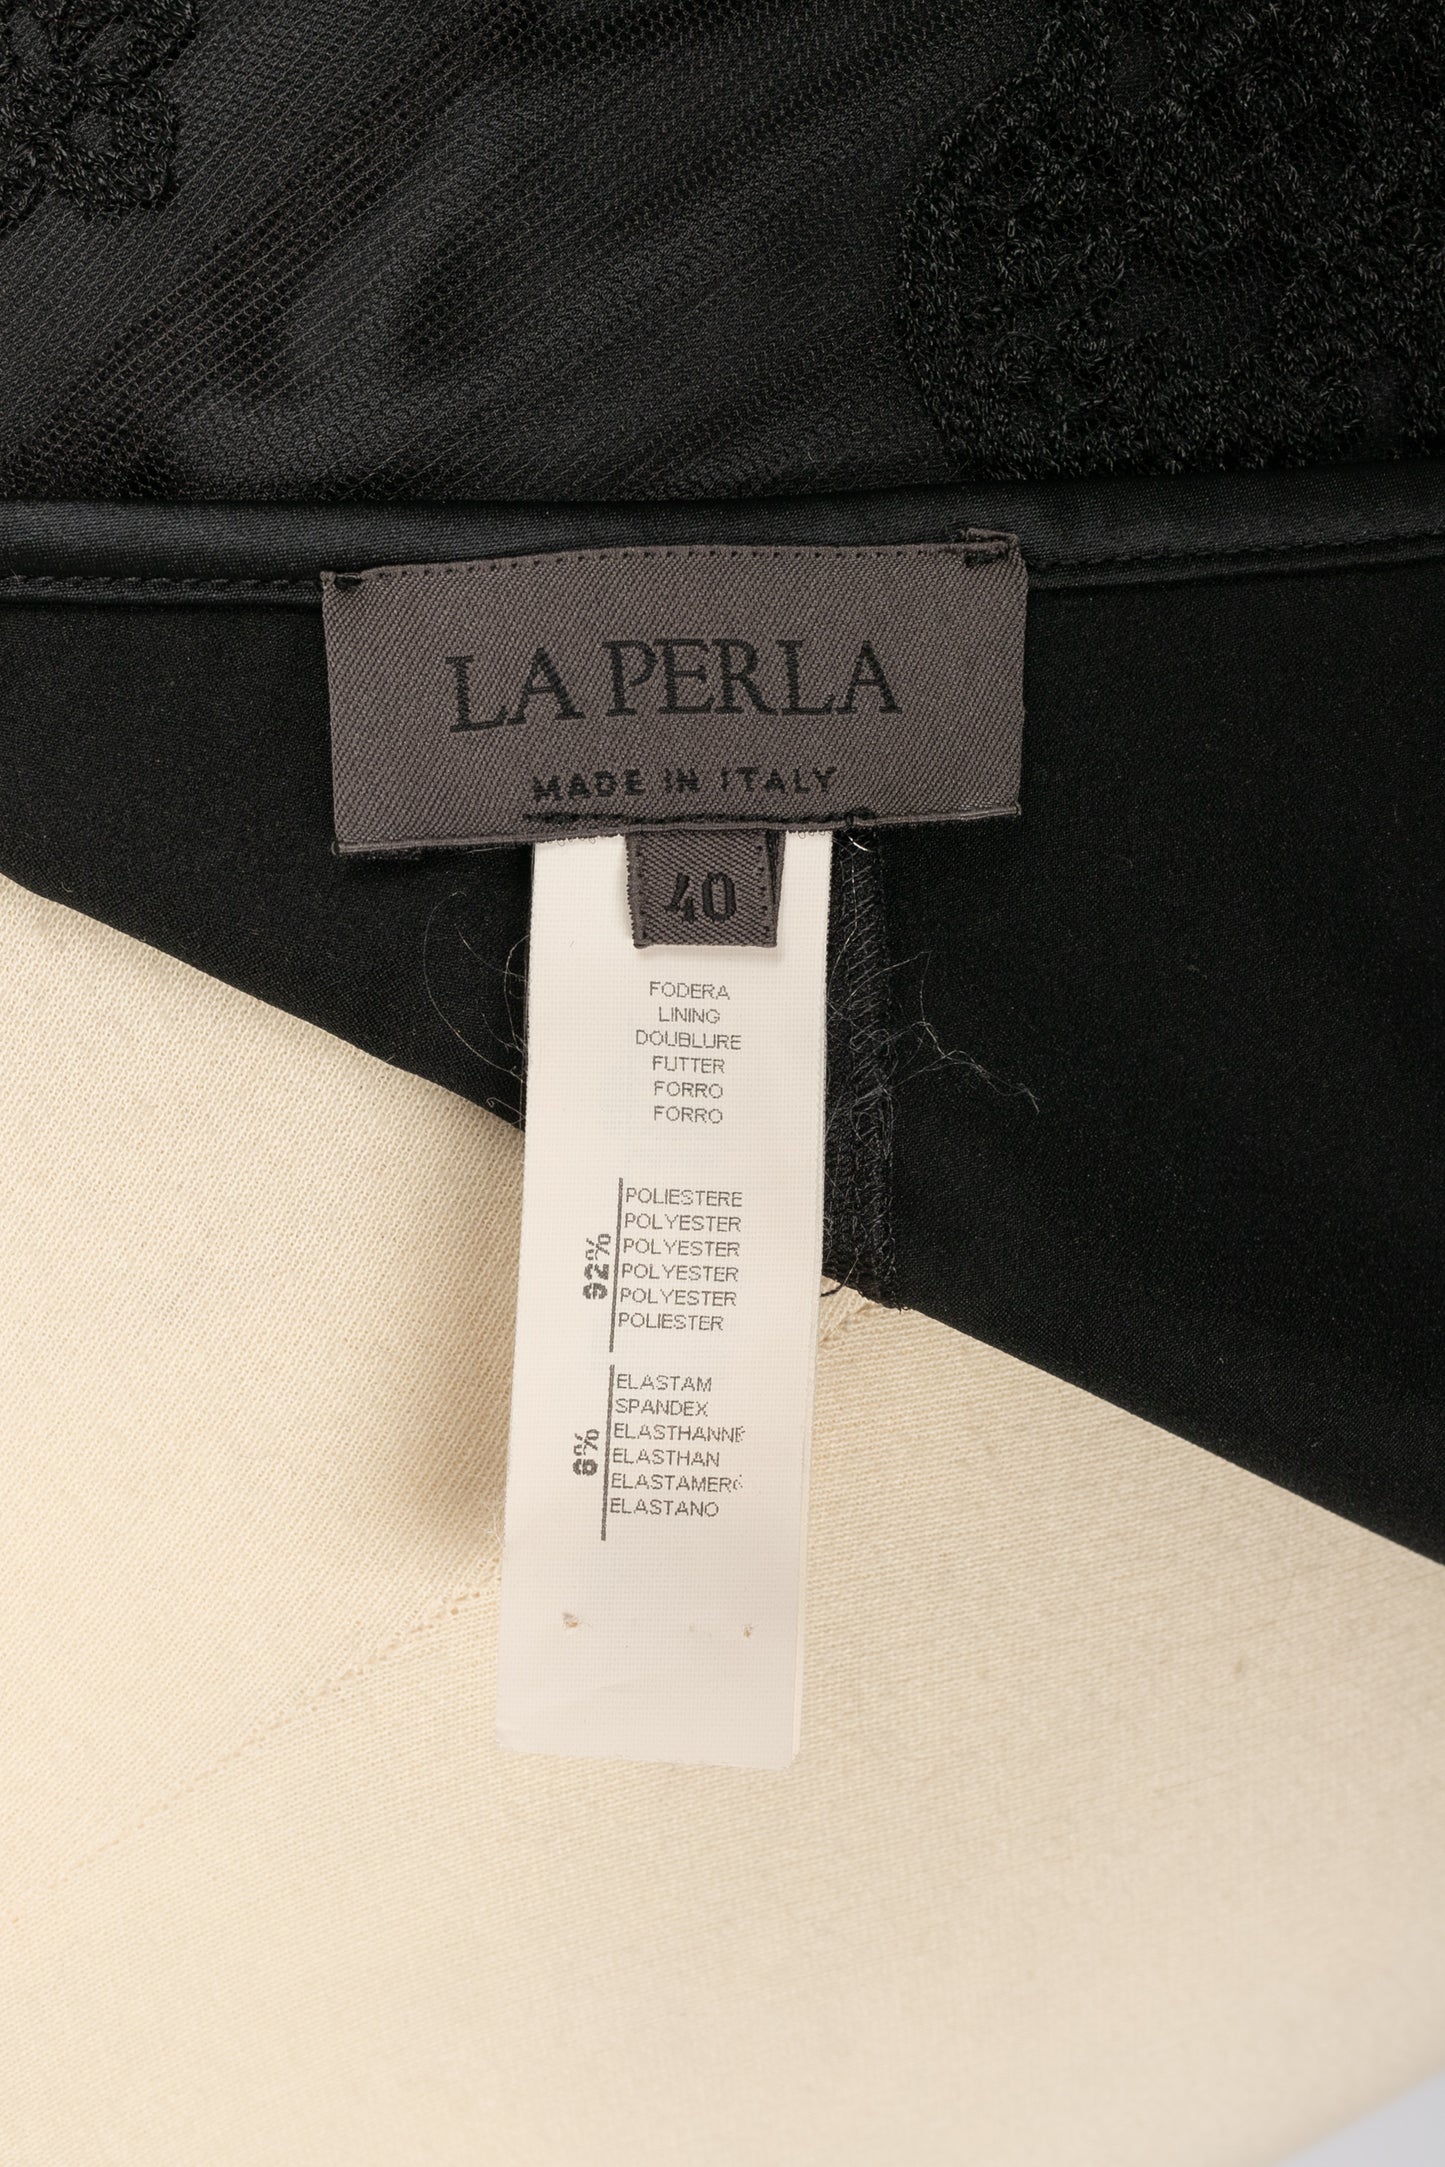 LA PERLA
MADE IN ITALY
40
FODERA
LINING
DOUBLURE
FUTTER
FORRO
FORRO
92%
POLIESTERE
POLYESTER
POLYESTER
POLYESTER
POLYESTER
POLIESTER
8%
ELASTAM
SPANDEX
ELASTHANNE
ELASTHAN
ELASTANO